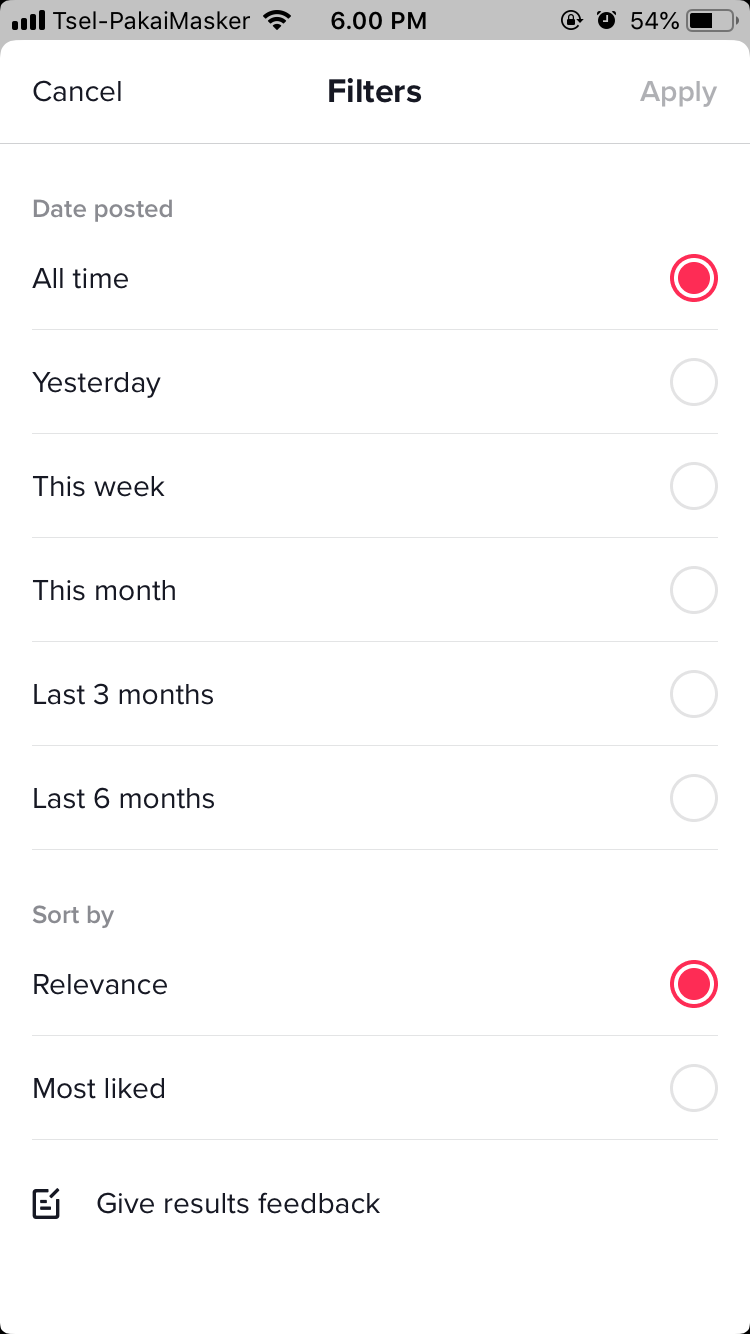 Tsel-PakaiMasker 6.00 PM 54%
Cancel Filters Apply
Date posted
All time
Yesterday
This week
This month
Last 3 months
Last 6 months
Sort by
Relevance
Most liked
Give results feedback